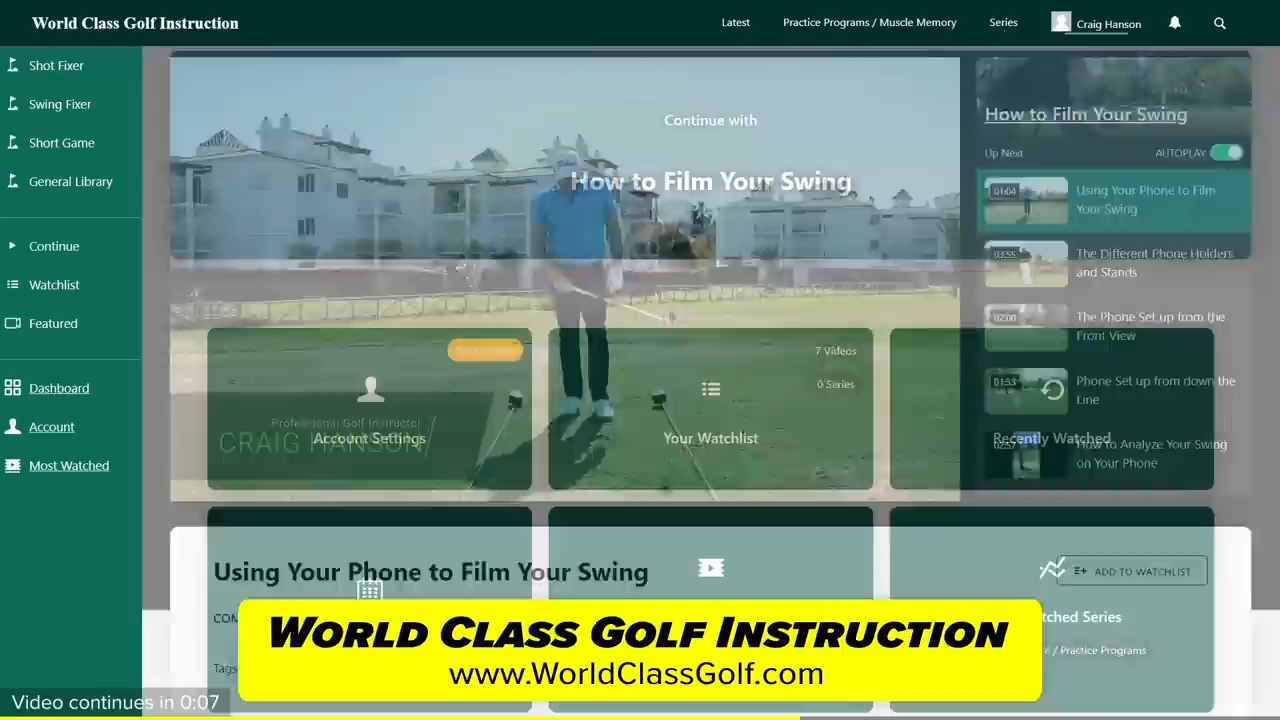 World Class Golf Instruction
Latest
Practice Programs / Muscle Memory
Series
Craig Hanson
Shot Fixer
Swing Fixer
Short Game
General Library
Continue
Watchlist
Featured
Dashboard
Account
Most Watched
Continue with
How to Film Your Swing
How to Film Your Swing
Up Next
AUTOPLAY
01:04
Using Your Phone to Film
Your Swing
03:55
The Different Phone Holders
and Stands
02:00
The Phone Set up from the
Front View
01:33
Phone Set up from down the
Line
How to Analyze Your Swing
on Your Phone
Professional Golf Instructor
CRAIG HANSON
Account Settings
7 Videos
0 Series
Your Watchlist
Recently Watched
Using Your Phone to Film Your Swing
ADD TO WATCHLIST
COM
tched Series
/ Practice Programs
Tags
WORLD CLASS GOLF INSTRUCTION
www.WorldClassGolf.com
Video continues in 0:07